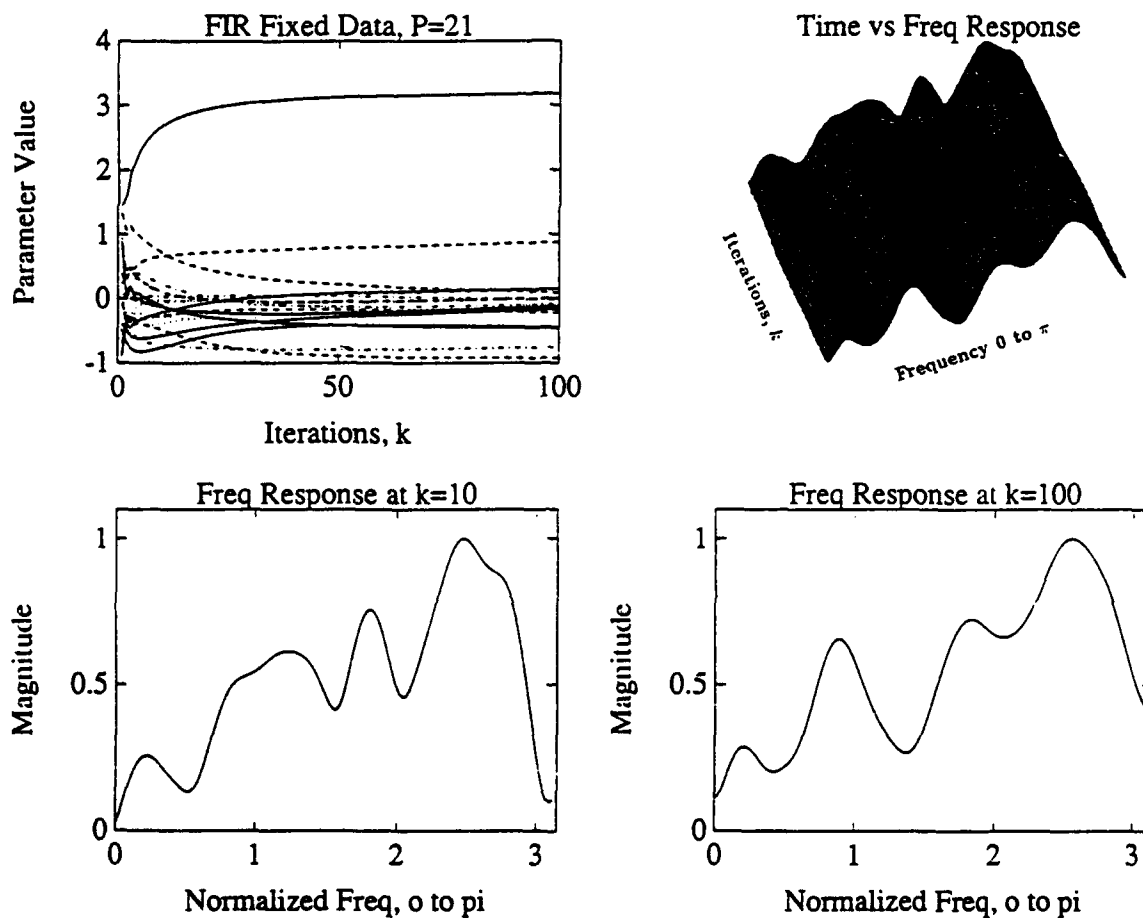 FIR Fixed Data, P=21
4
3
2
1
0
-1
Parameter Value
0
50
100
Iterations, k
Time vs Freq Response
Iterations, k
Frequency 0 to π
Freq Response at k=10
1
0.5
0
Magnitude
0
1
2
3
Normalized Freq, o to pi
Freq Response at k=100
1
0.5
0
Magnitude
0
1
2
3
Normalized Freq, o to pi